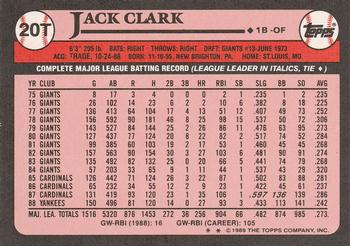 20T
JACK CLARK
Topps
◆1B-OF
6'3" 205 lb. BATS: RIGHT THROWS: RIGHT DRAFT: GIANTS #13-JUNE 1973
ACQ: TRADE, 10-24-88 BORN: 11-10-55, NEW BRIGHTON, PA. HOME: ST. LOUIS, MO.
COMPLETE MAJOR LEAGUE BATTING RECORD (LEAGUE LEADER IN ITALICS, TIE ◆)
YR CLUB G AB R H 2B 3B HR RBI SB SLG BB SO AVG
75 GIANTS 8 17 3 4 0 0 0 2 1 .235 1 2 .235
76 GIANTS 26 102 14 23 6 2 2 10 6 .382 8 18 .225
77 GIANTS 136 413 64 104 17 4 13 51 12 .407 49 73 .252
78 GIANTS 156 592 90 181 46 8 25 98 15 .537 50 72 .306
79 GIANTS 143 527 84 144 25 2 26 86 11 .476 63 95 .273
80 GIANTS 127 437 77 124 20 8 22 82 2 .517 74 52 .284
81 GIANTS 99 385 60 103 19 2 17 53 1 .460 45 45 .268
82 GIANTS 157 563 90 154 30 3 27 103 6 .481 90 91 .274
83 GIANTS 135 492 82 132 25 0 20 66 5 .441 74 79 .268
84 GIANTS 57 203 33 65 9 1 11 44 1 .537 43 29 .320
85 CARDINALS 126 442 71 124 26 3 22 87 1 .502 83 88 .281
86 CARDINALS 65 232 34 55 12 2 9 23 1 .422 45 61 .237
87 CARDINALS 131 419 93 120 23 1 35 106 1 .597 136 139 .286
88 YANKEES 150 496 81 120 14 0 27 93 3 .433 113 141 .242
MAJ. LEA. TOTALS 1516 5320 876 1453 272 36 256 904 66 .477 874 986 .273
GW-RBI (1988): 16 GW-RBI (CAREER): 105
* * © 1989 THE TOPPS COMPANY, INC.